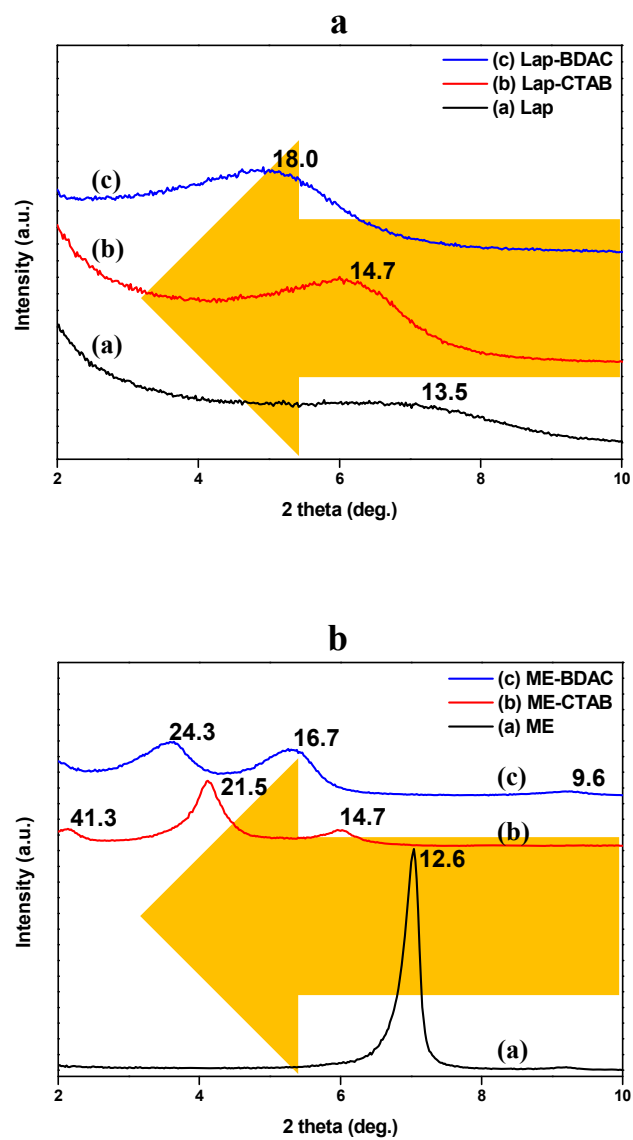 a
(c) Lap-BDAC
(b) Lap-CTAB
(a) Lap
18.0
(c)
(b)
14.7
(a)
13.5
Intensity (a.u.)
2 4 6 8 10
2 theta (deg.)
b
(c) ME-BDAC
(b) ME-CTAB
(a) ME
24.3
16.7
9.6
(c)
21.5
41.3
14.7
(b)
12.6
(a)
Intensity (a.u.)
2 4 6 8 10
2 theta (deg.)